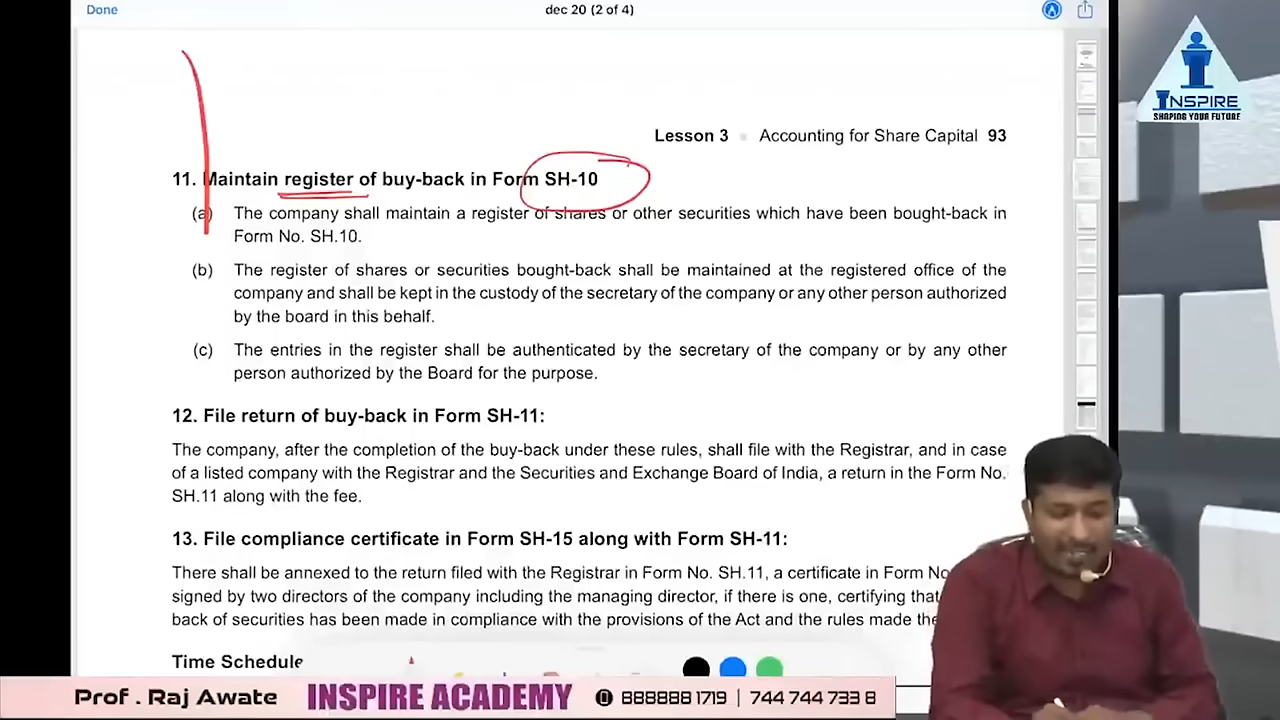 Done
dec 20 (2 of 4)
INSPIRE
SHAPING YOUR FUTURE
Lesson 3 Accounting for Share Capital 93
11. Maintain register of buy-back in Form SH-10
(a) The company shall maintain a register of shares or other securities which have been bought-back in
Form No. SH.10.
(b) The register of shares or securities bought-back shall be maintained at the registered office of the
company and shall be kept in the custody of the secretary of the company or any other person authorized
by the board in this behalf.
(c) The entries in the register shall be authenticated by the secretary of the company or by any other
person authorized by the Board for the purpose.
12. File return of buy-back in Form SH-11:
The company, after the completion of the buy-back under these rules, shall file with the Registrar, and in case
of a listed company with the Registrar and the Securities and Exchange Board of India, a return in the Form No.
SH.11 along with the fee.
13. File compliance certificate in Form SH-15 along with Form SH-11:
There shall be annexed to the return filed with the Registrar in Form No. SH.11, a certificate in Form No
signed by two directors of the company including the managing director, if there is one, certifying that
back of securities has been made in compliance with the provisions of the Act and the rules made
Time Schedule
Prof . Raj Awate INSPIRE ACADEMY 888888 1719 | 744 744 733 8